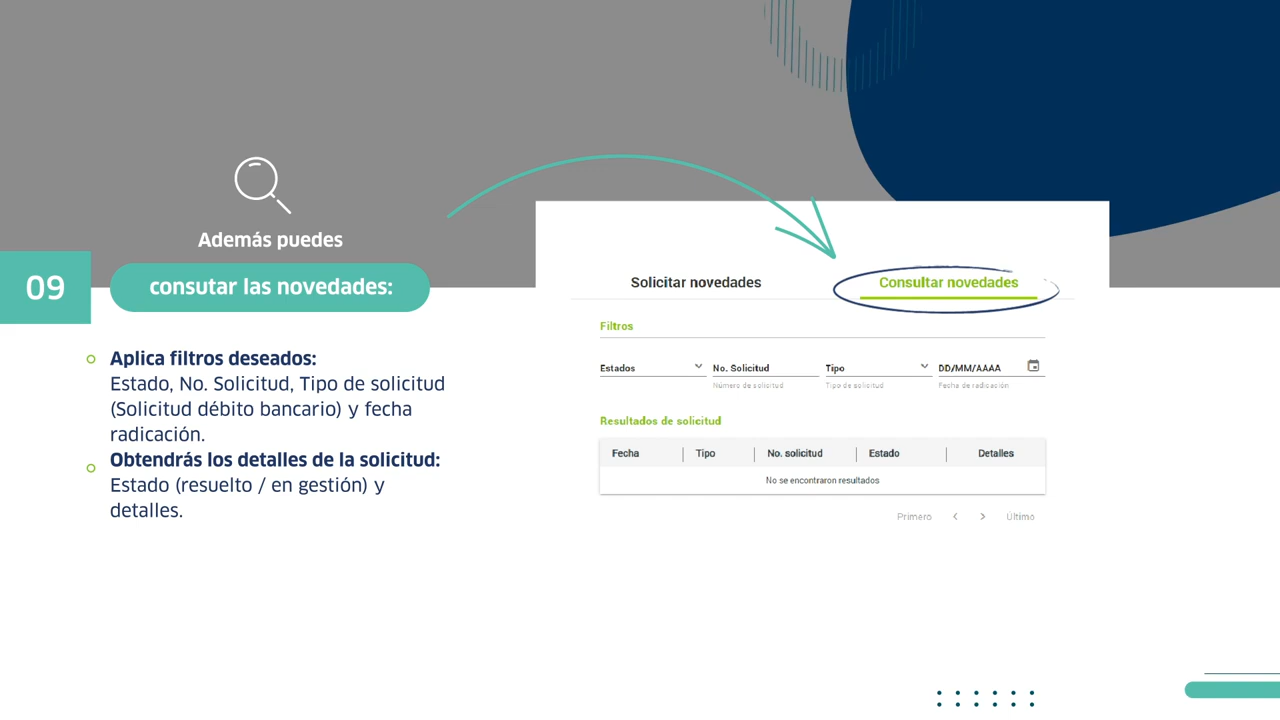 Además puedes
09
consutar las novedades:
Aplica filtros deseados:
Estado, No. Solicitud, Tipo de solicitud
(Solicitud débito bancario) y fecha
radicación.
Obtendrás los detalles de la solicitud:
Estado (resuelto / en gestión) y
detalles.
Solicitar novedades
Consultar novedades
Filtros
Estados
No. Solicitud
Tipo
DD/MM/AAAA
Número de solicitud
Tipo de solicitud
Fecha de radicación
Resultados de solicitud
Fecha
Tipo
No. solicitud
Estado
Detalles
No se encontraron resultados
Primero
Último